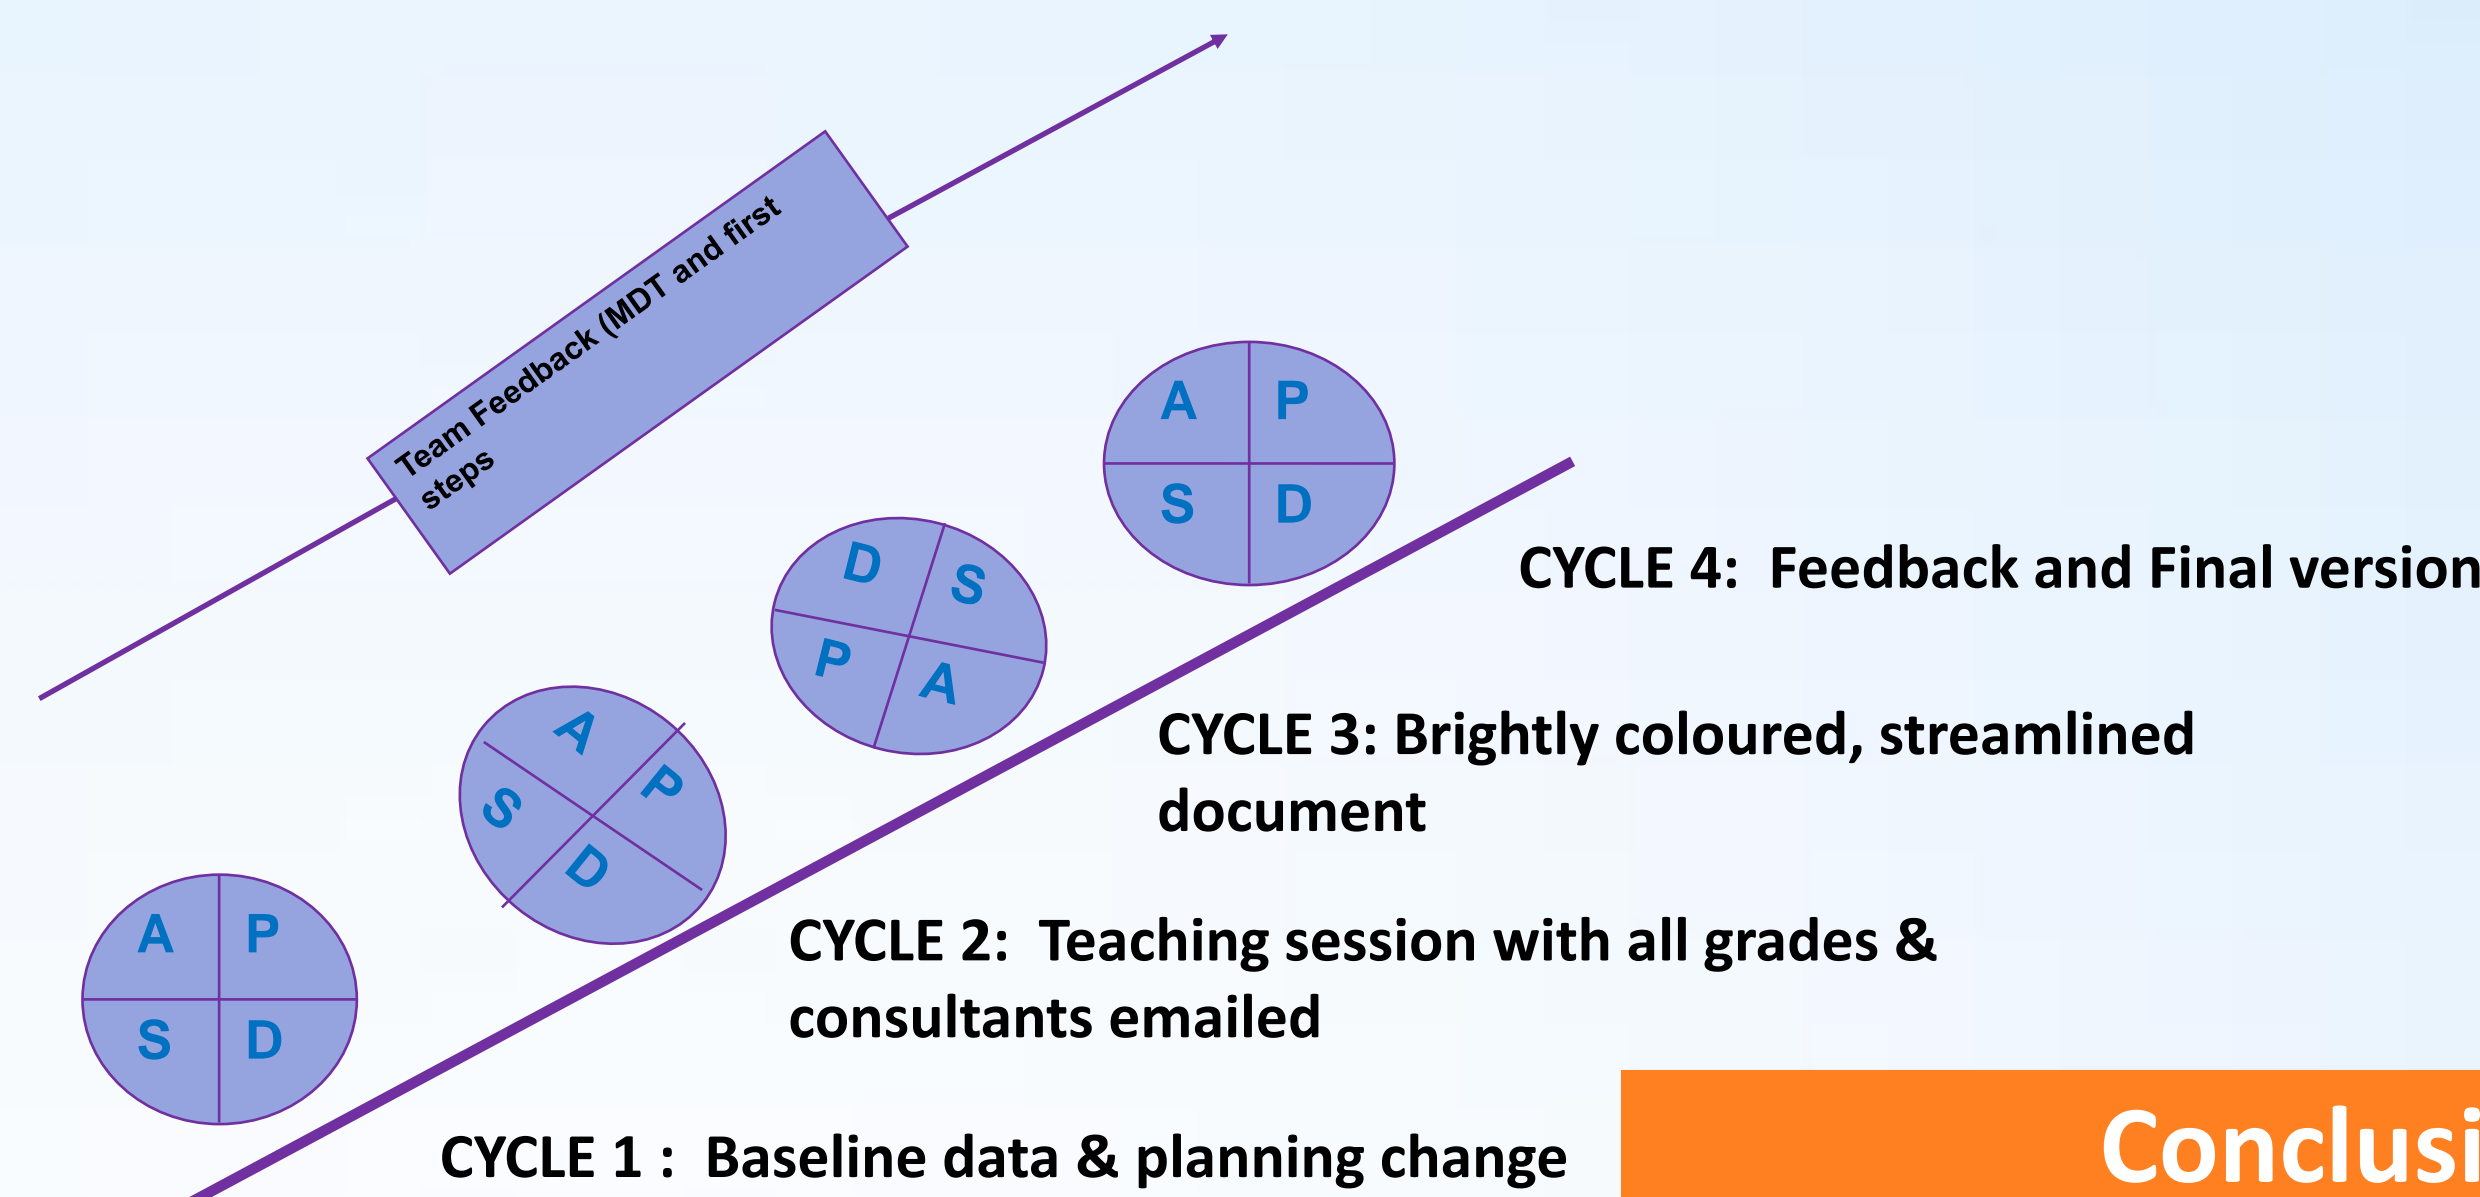 Team Feedback (MDT and first
steps
A P
S D
D S
P A
A P
S D
A P
S D
CYCLE 4: Feedback and Final version
CYCLE 3: Brightly coloured, streamlined
document
CYCLE 2: Teaching session with all grades &
consultants emailed
CYCLE 1 : Baseline data & planning change
Conclusi